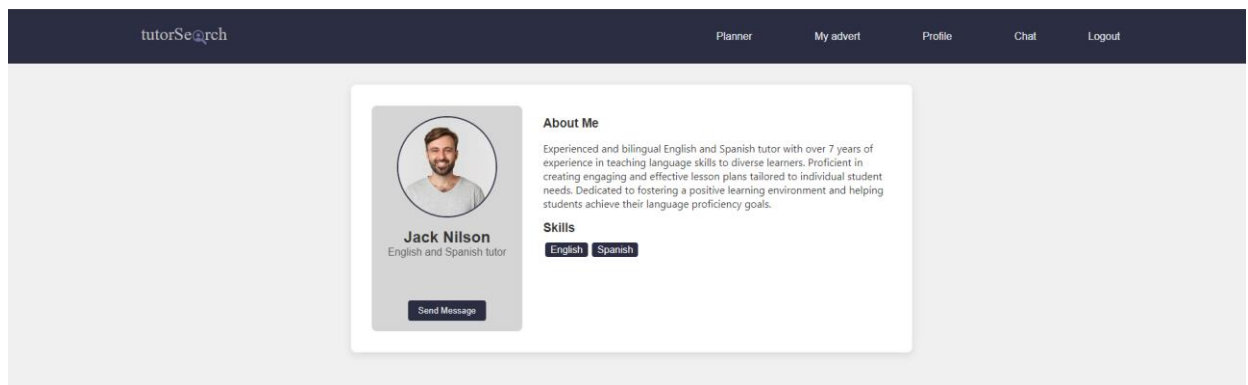 tutorSearch
Planner My advert Profile Chat Logout
About Me
Experienced and bilingual English and Spanish tutor with over 7 years of
experience in teaching language skills to diverse learners. Proficient in
creating engaging and effective lesson plans tailored to individual student
needs. Dedicated to fostering a positive learning environment and helping
students achieve their language proficiency goals.
Skills
English Spanish
Jack Nilson
English and Spanish tutor
Send Message